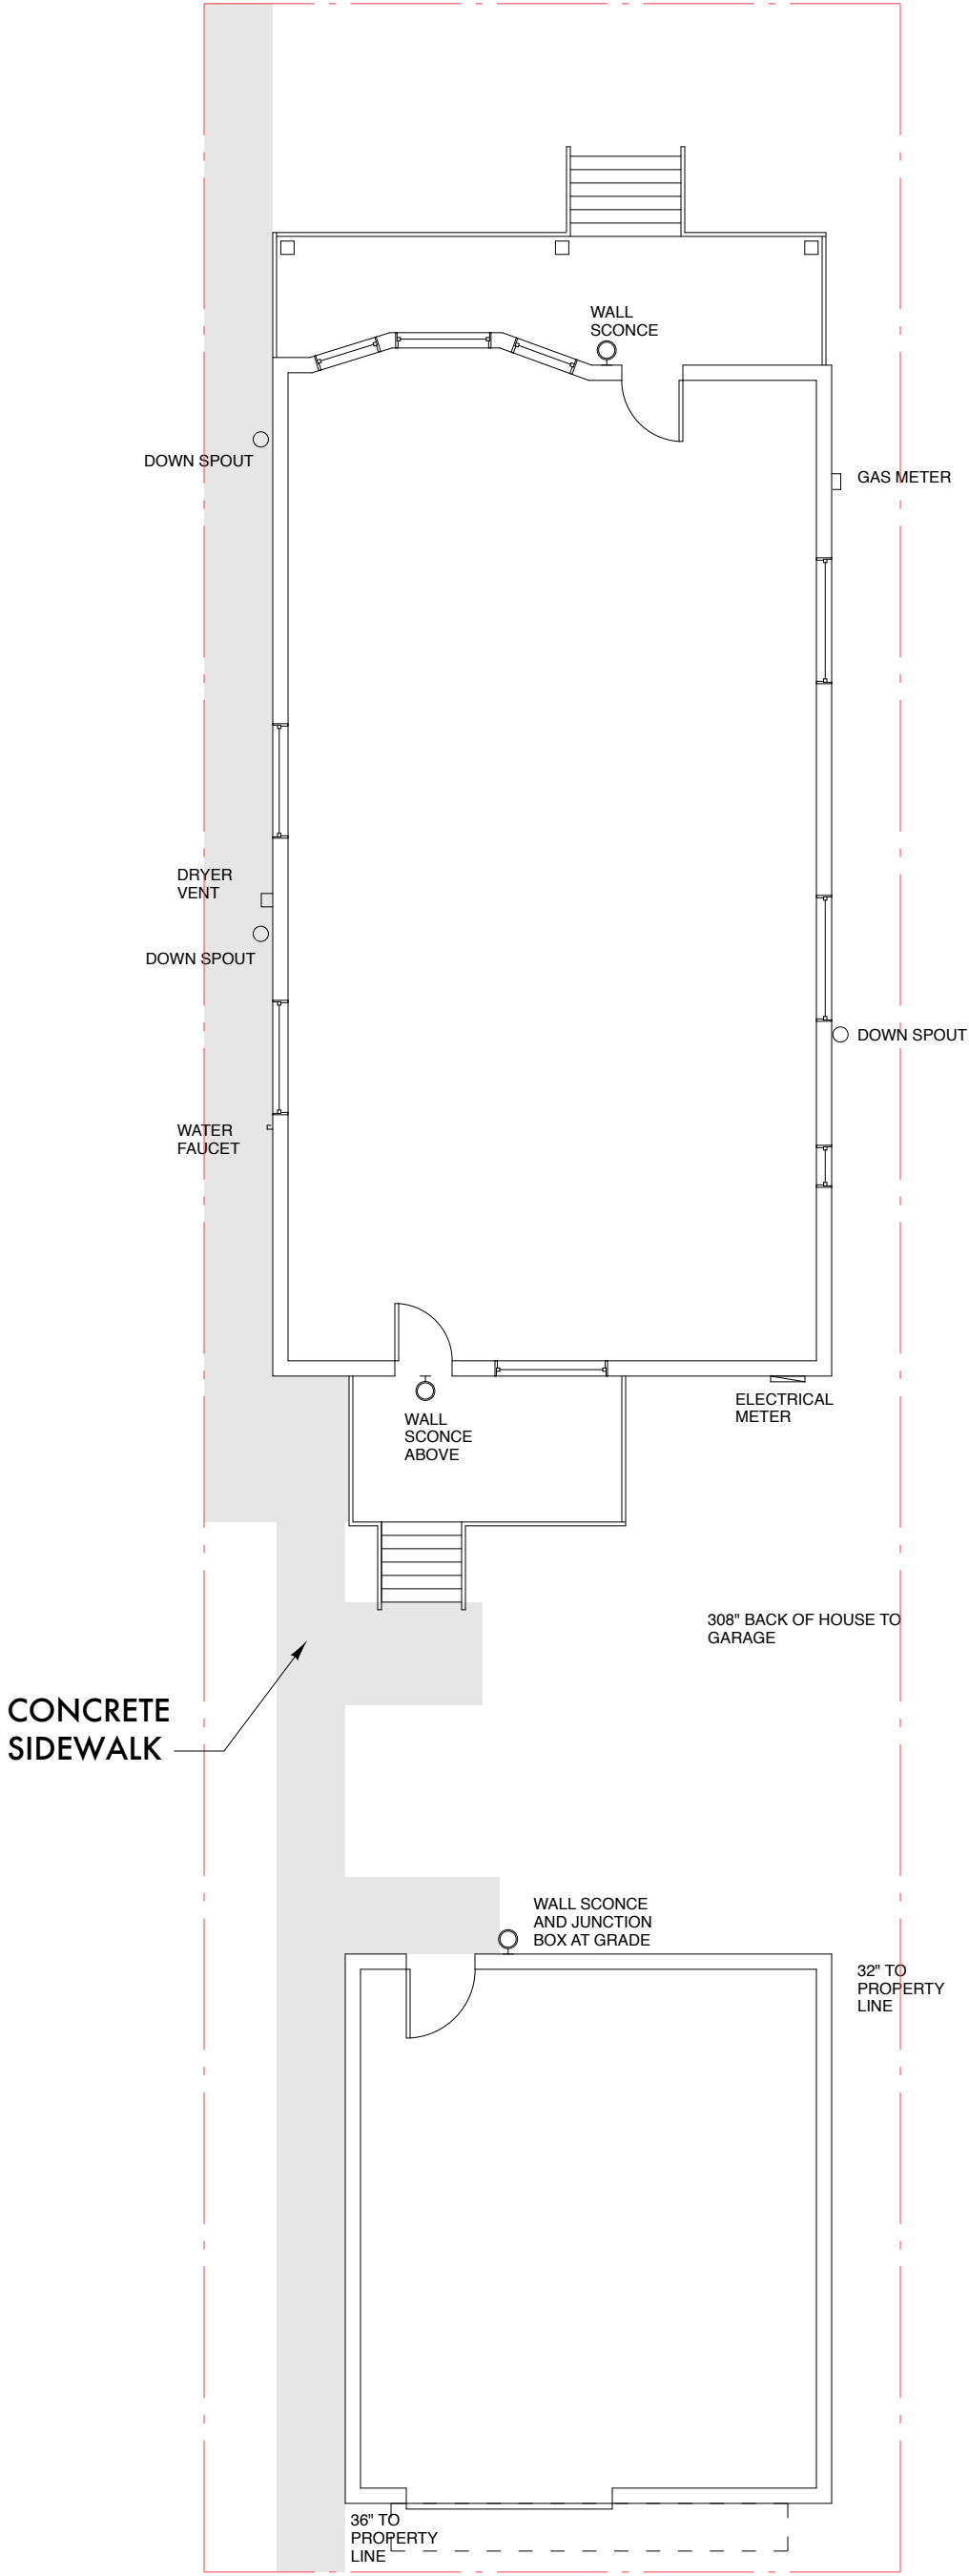 WALL
SCONCE
DOWN SPOUT
GAS METER
DRYER
VENT
DOWN SPOUT
DOWN SPOUT
WATER
FAUCET
ELECTRICAL
METER
WALL
SCONCE
ABOVE
308" BACK OF HOUSE TO
GARAGE
CONCRETE
SIDEWALK
WALL SCONCE
AND JUNCTION
BOX AT GRADE
32" TO
PROPERTY
LINE
36" TO
PROPERTY
LINE